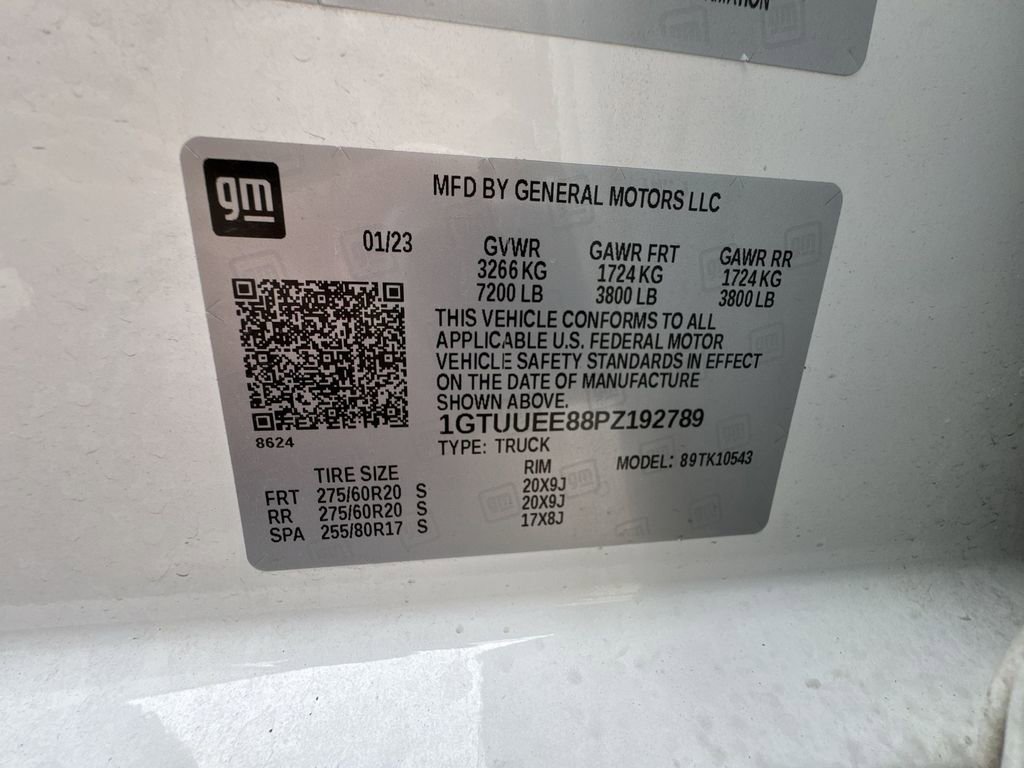 gm
MFD BY GENERAL MOTORS LLC
01/23
GVWR GAWR FRT GAWR RR
3266 KG 1724 KG 1724 KG
7200 LB 3800 LB 3800 LB
THIS VEHICLE CONFORMS TO ALL
APPLICABLE U.S. FEDERAL MOTOR
VEHICLE SAFETY STANDARDS IN EFFECT
ON THE DATE OF MANUFACTURE
SHOWN ABOVE.
1GTUUEE88PZ192789
8624
TYPE: TRUCK
MODEL: 89TK10543
TIRE SIZE RIM
FRT 275/60R20 S 20X9J
RR 275/60R20 S 20X9J
SPA 255/80R17 S 17X8J